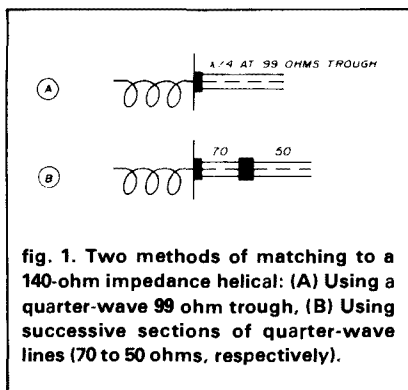 λ/4 AT 99 OHMS TROUGH
A
70 50
B
fig. 1. Two methods of matching to a
140-ohm impedance helical: (A) Using a
quarter-wave 99 ohm trough, (B) Using
successive sections of quarter-wave
lines (70 to 50 ohms, respectively).